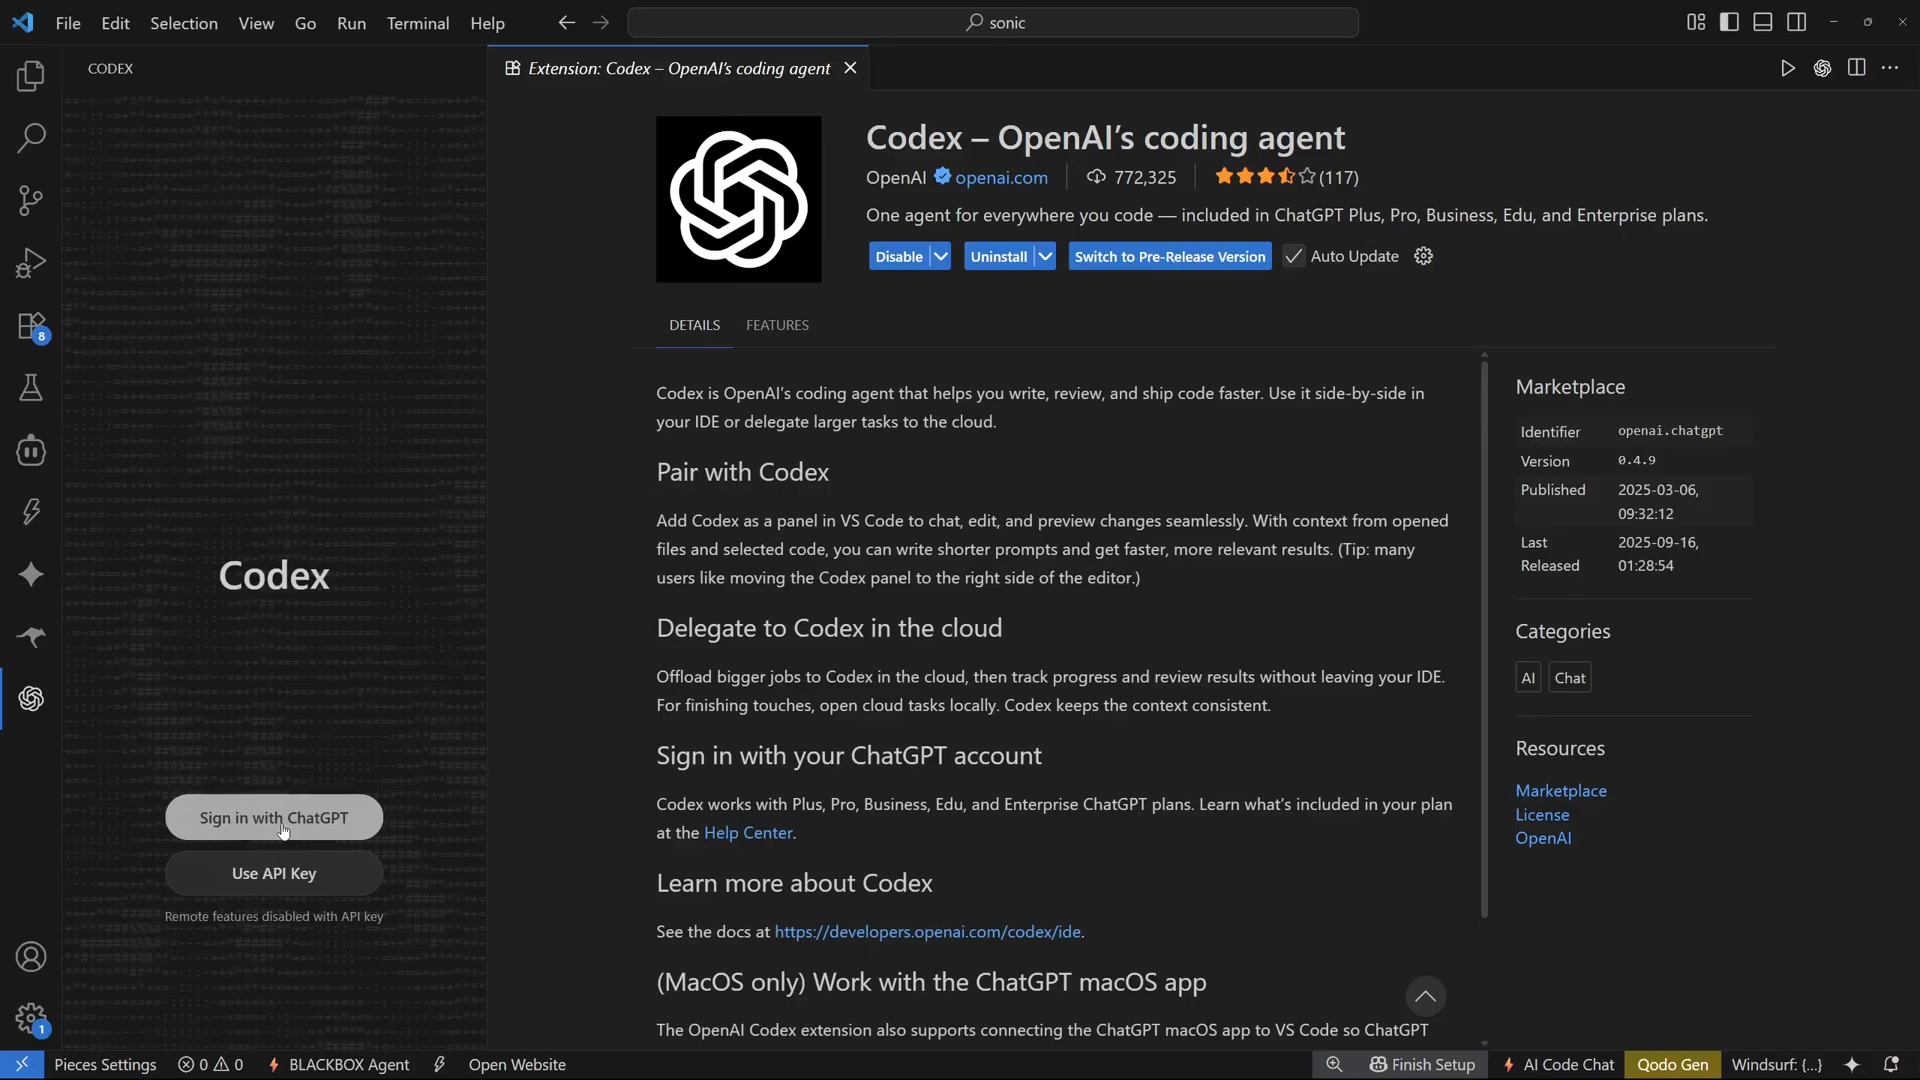 File Edit Selection View Go Run Terminal Help
sonic
CODEX
Extension: Codex – OpenAI's coding agent
Codex – OpenAI's coding agent
OpenAI openai.com 772,325 (117)
One agent for everywhere you code — included in ChatGPT Plus, Pro, Business, Edu, and Enterprise plans.
Disable Uninstall Switch to Pre-Release Version Auto Update
DETAILS FEATURES
8
Codex is OpenAI's coding agent that helps you write, review, and ship code faster. Use it side-by-side in
your IDE or delegate larger tasks to the cloud.
Pair with Codex
Add Codex as a panel in VS Code to chat, edit, and preview changes seamlessly. With context from opened
files and selected code, you can write shorter prompts and get faster, more relevant results. (Tip: many
users like moving the Codex panel to the right side of the editor.)
Delegate to Codex in the cloud
Offload bigger jobs to Codex in the cloud, then track progress and review results without leaving your IDE.
For finishing touches, open cloud tasks locally. Codex keeps the context consistent.
Sign in with your ChatGPT account
Codex works with Plus, Pro, Business, Edu, and Enterprise ChatGPT plans. Learn what's included in your plan
at the Help Center.
Learn more about Codex
See the docs at https://developers.openai.com/codex/ide.
(MacOS only) Work with the ChatGPT macOS app
The OpenAI Codex extension also supports connecting the ChatGPT macOS app to VS Code so ChatGPT
Marketplace
Identifier openai.chatgpt
Version 0.4.9
Published 2025-03-06,
09:32:12
Last 2025-09-16,
Released 01:28:54
Categories
AI Chat
Resources
Marketplace
License
OpenAI
Codex
Sign in with ChatGPT
Use API Key
Remote features disabled with API key
1
Pieces Settings 0 0 BLACKBOX Agent Open Website Finish Setup AI Code Chat Qodo Gen Windsurf: {...}